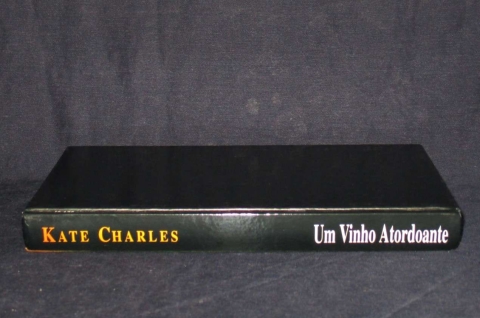 KATE CHARLES
Um Vinho Atordoante